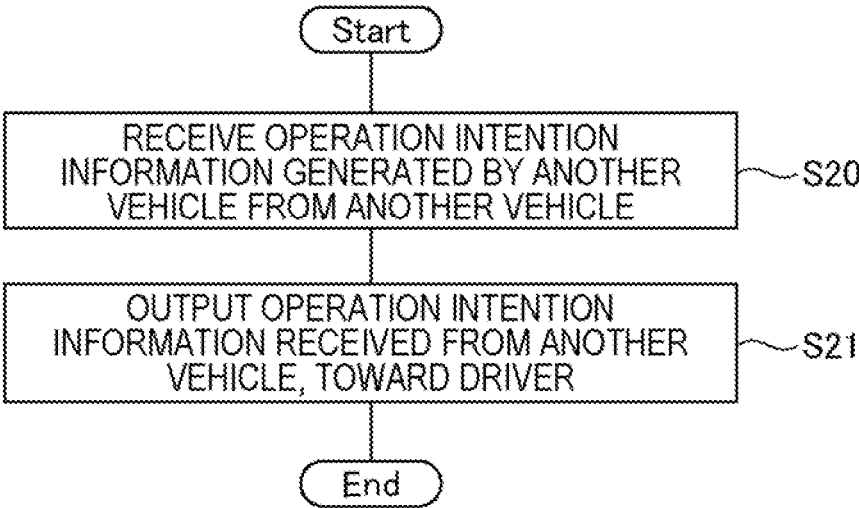 Start
RECEIVE OPERATION INTENTION
INFORMATION GENERATED BY ANOTHER
VEHICLE FROM ANOTHER VEHICLE
S20
OUTPUT OPERATION INTENTION
INFORMATION RECEIVED FROM ANOTHER
VEHICLE, TOWARD DRIVER
S21
End